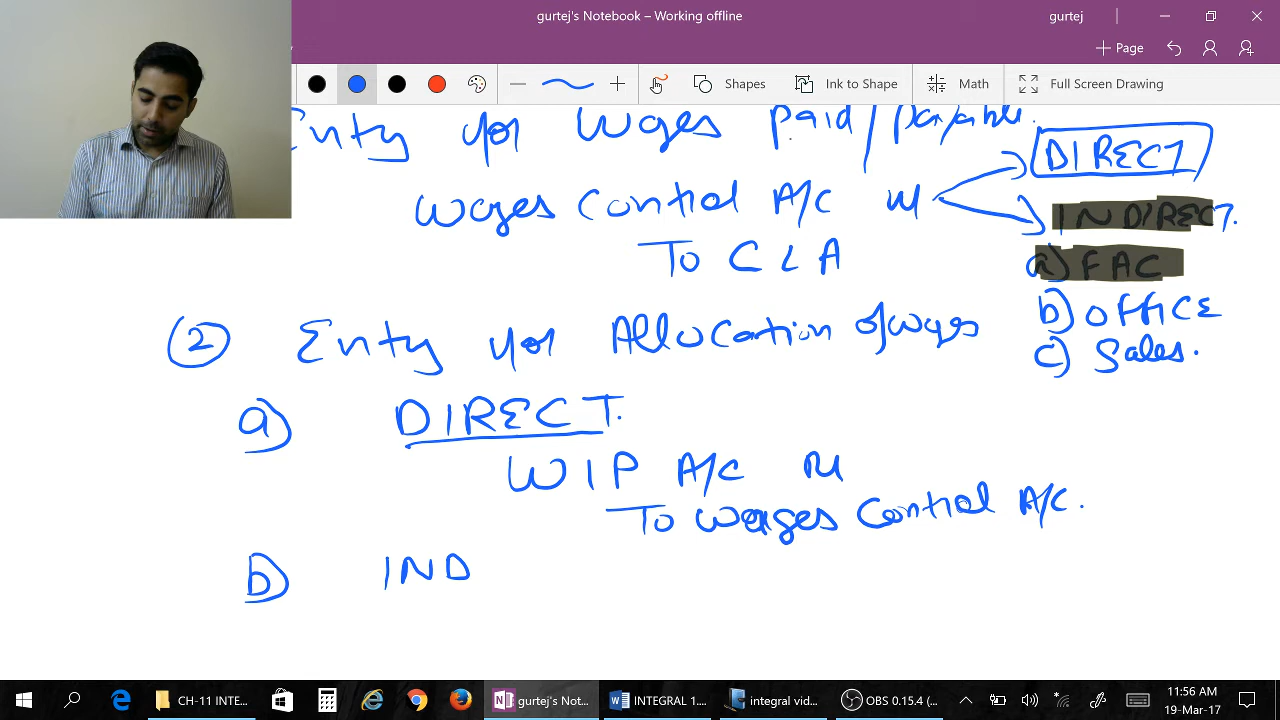 gurtej's Notebook – Working offline
gurtej
Page
Shapes
Ink to Shape
Math
Full Screen Drawing
Entry for Wages Paid/Payable.
DIRECT
Wages Control A/C
INDIRECT.
To CLA
a) FAC
b) OFFICE
② Entry for Allocation of wages
c) Sales.
a) DIRECT.
WIP A/C
To Wages Control A/C.
b) IND
CH-11 INTE...
gurtej's Not...
INTEGRAL 1....
integral vid...
OBS 0.15.4 (...
11:56 AM
19-Mar-17